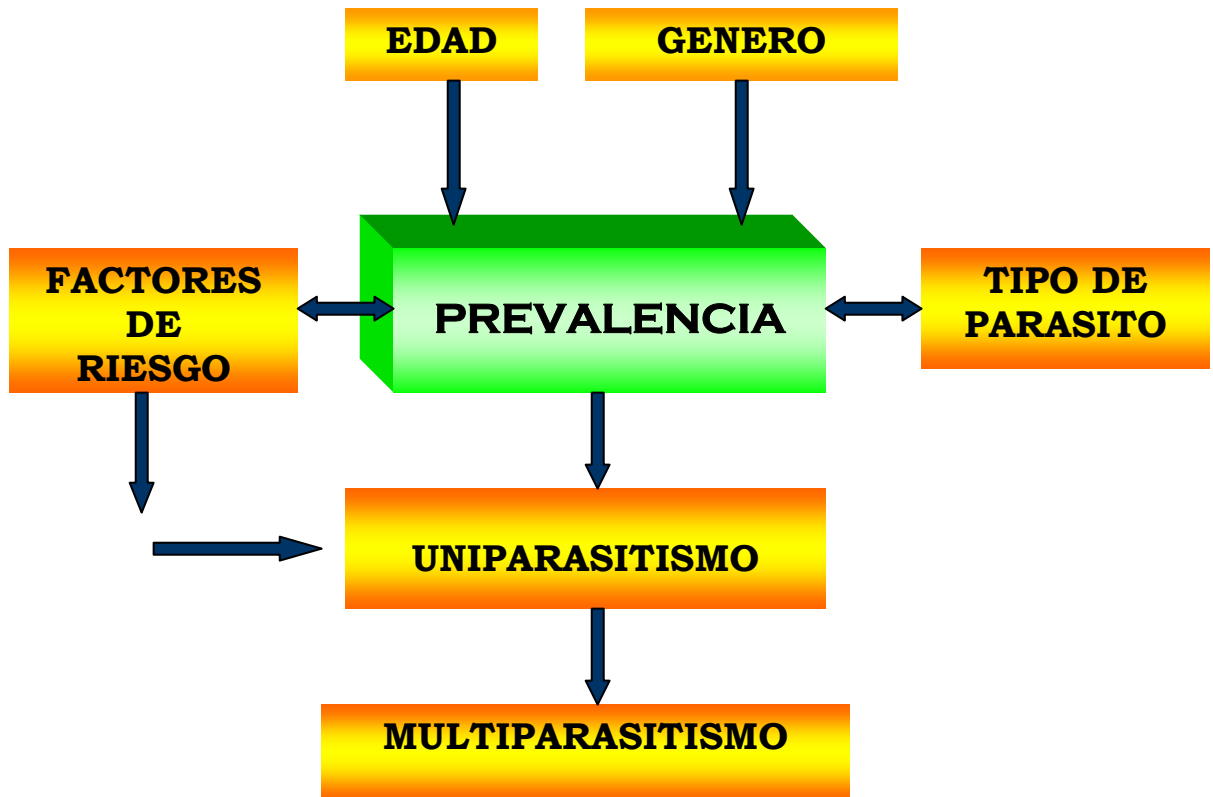 EDAD
GENERO
FACTORES
DE
RIESGO
PREVALENCIA
TIPO DE
PARASITO
UNIPARASITISMO
MULTIPARASITISMO